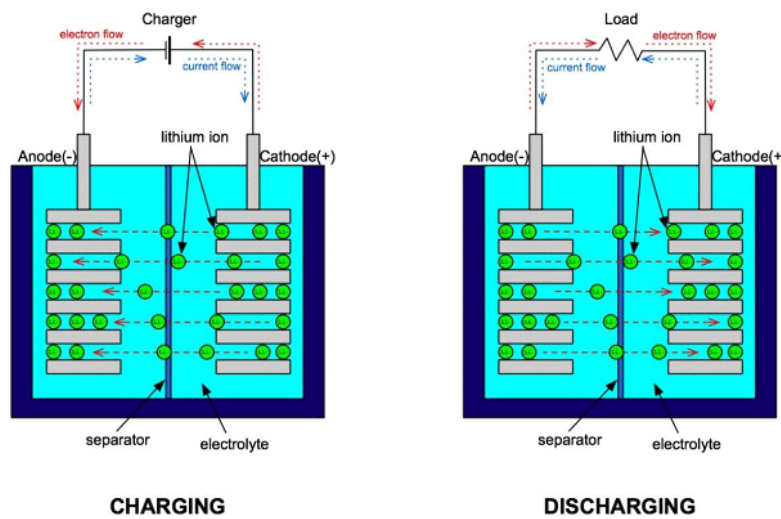 Charger
electron flow
current flow
lithium ion
Anode(-)
Cathode(+)
separator
electrolyte
CHARGING
Load
electron flow
current flow
lithium ion
Anode(-)
Cathode(+
separator
electrolyte
DISCHARGING